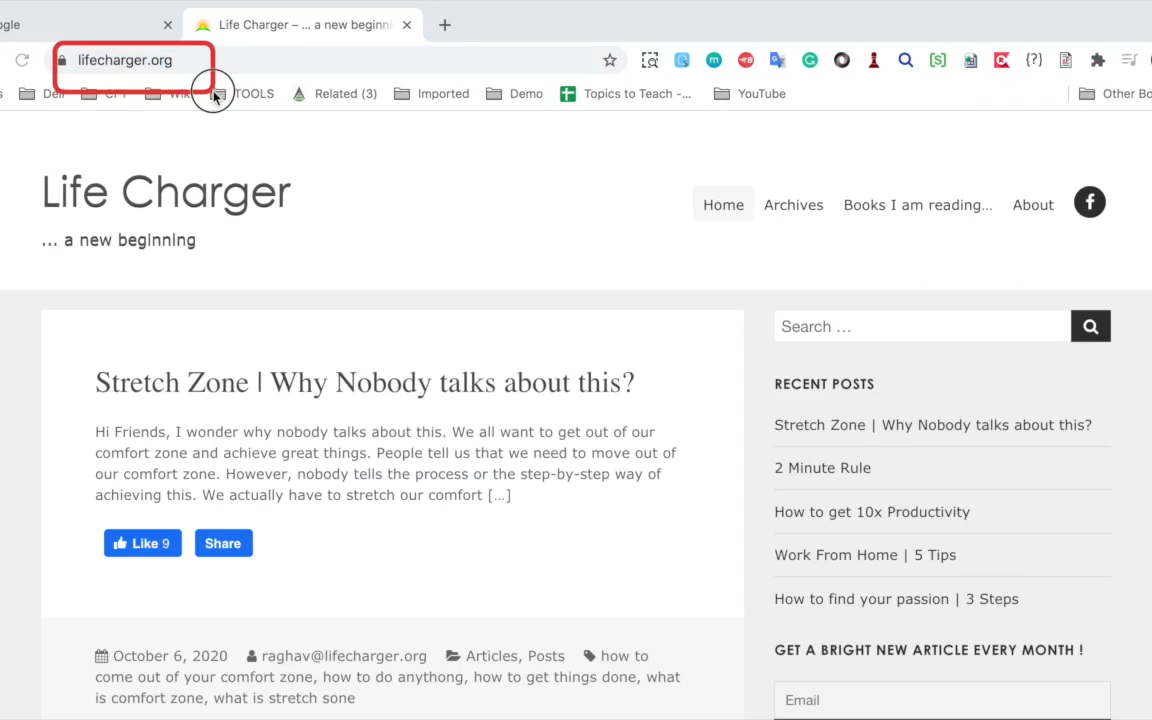 ogle
Life Charger – ... a new beginni
lifecharger.org
TOOLS
Related (3)
Imported
Demo
Topics to Teach -...
YouTube
Other Bo
Life Charger
... a new beginning
Home
Archives
Books I am reading...
About
Stretch Zone | Why Nobody talks about this?
Hi Friends, I wonder why nobody talks about this. We all want to get out of our
comfort zone and achieve great things. People tell us that we need to move out of
our comfort zone. However, nobody tells the process or the step-by-step way of
achieving this. We actually have to stretch our comfort [...]
Like 9
Share
October 6, 2020 raghav@lifecharger.org Articles, Posts how to
come out of your comfort zone, how to do anythong, how to get things done, what
is comfort zone, what is stretch sone
Search ...
RECENT POSTS
Stretch Zone | Why Nobody talks about this?
2 Minute Rule
How to get 10x Productivity
Work From Home | 5 Tips
How to find your passion | 3 Steps
GET A BRIGHT NEW ARTICLE EVERY MONTH !
Email